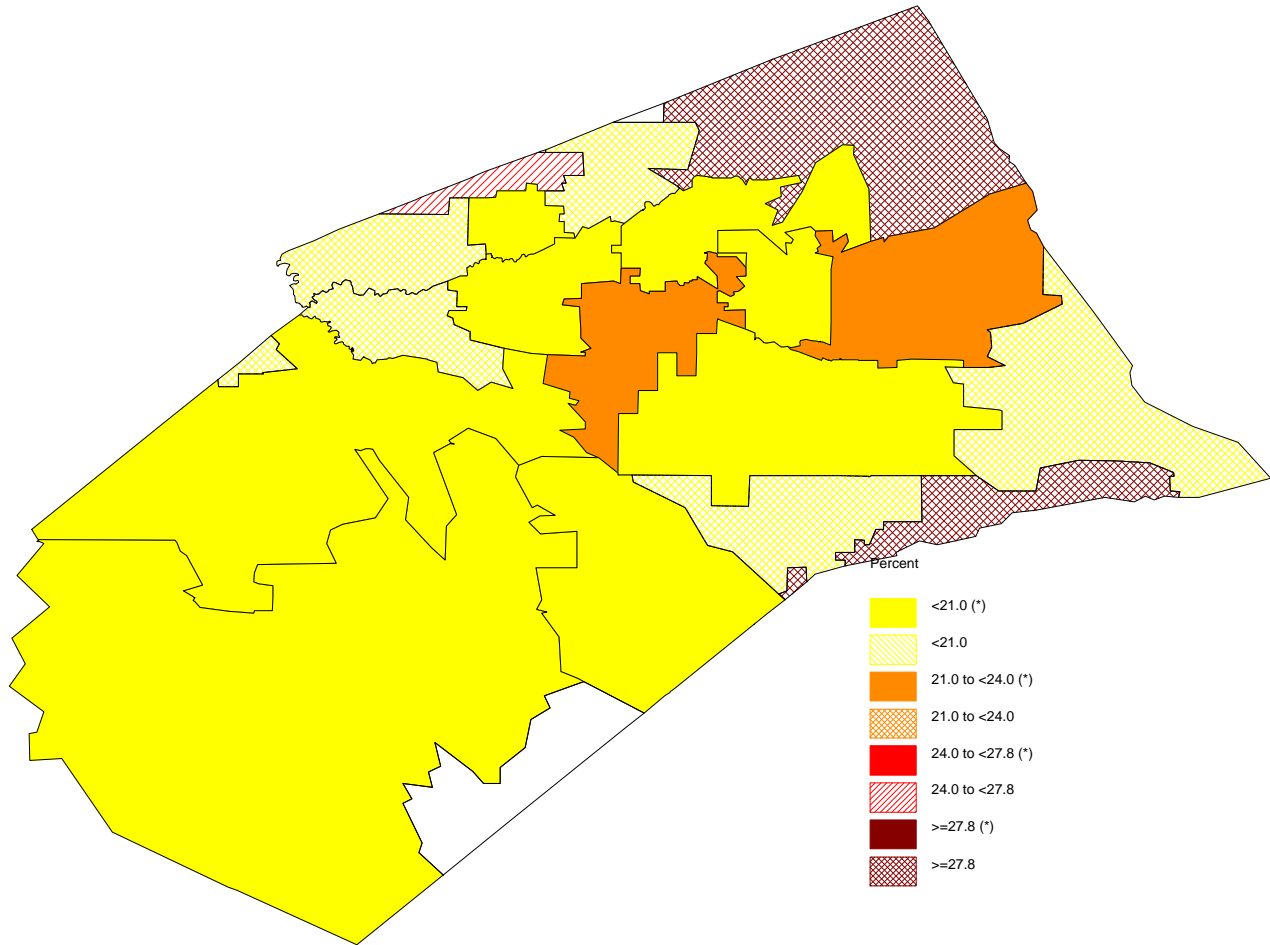 Percent
<21.0 (*)
<21.0
21.0 to <24.0 (*)
21.0 to <24.0
24.0 to <27.8 (*)
24.0 to <27.8
>=27.8 (*)
>=27.8